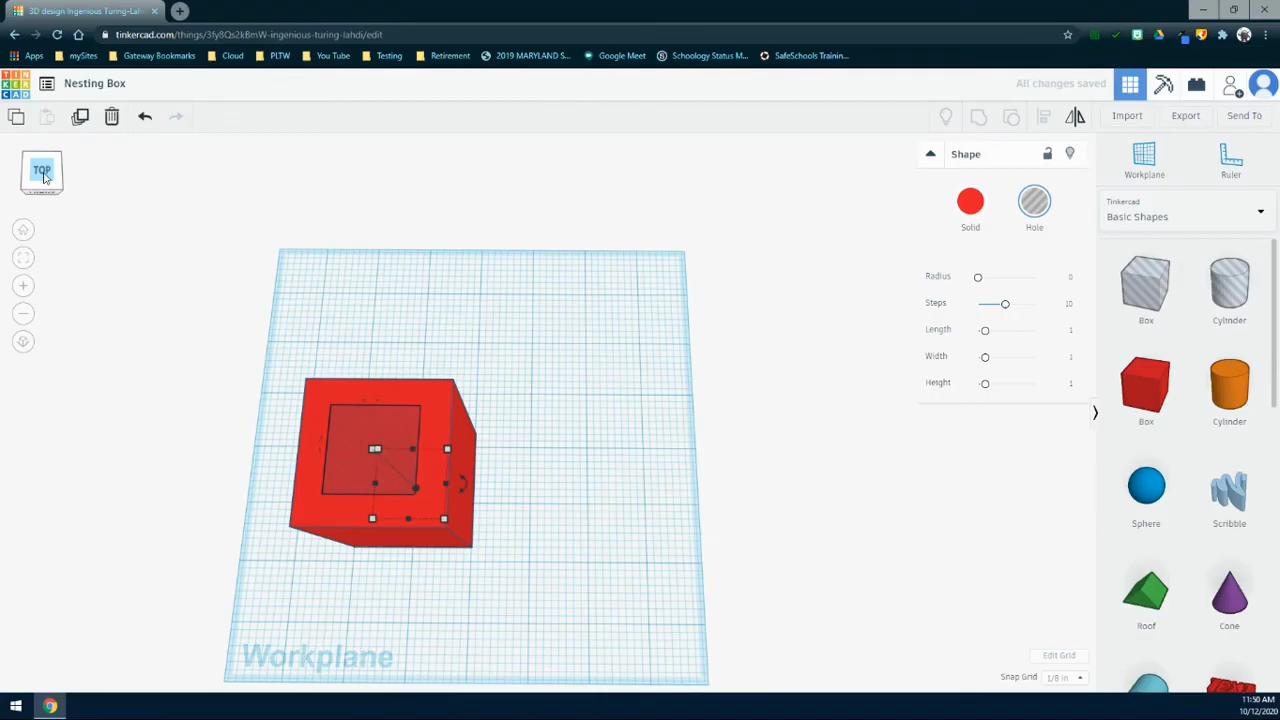 3D design Ingenious Turing-Lah
tinkercad.com/things/3fy8Qs2kBmW-ingenious-turing-lahdi/edit
Apps mySites Gateway Bookmarks Cloud PLTW You Tube Testing Retirement 2019 MARYLAND S... Google Meet Schoology Status M... SafeSchools Trainin...
TIN
KER
CAD
Nesting Box
All changes saved
Import Export Send To
TOP
Shape
Solid Hole
Radius 0
Steps 10
Length 1
Width 1
Height 1
Workplane Ruler
Tinkercad
Basic Shapes
Box Cylinder
Box Cylinder
Sphere Scribble
Roof Cone
Workplane
Edit Grid
Snap Grid 1/8 in
11:50 AM
10/12/2020